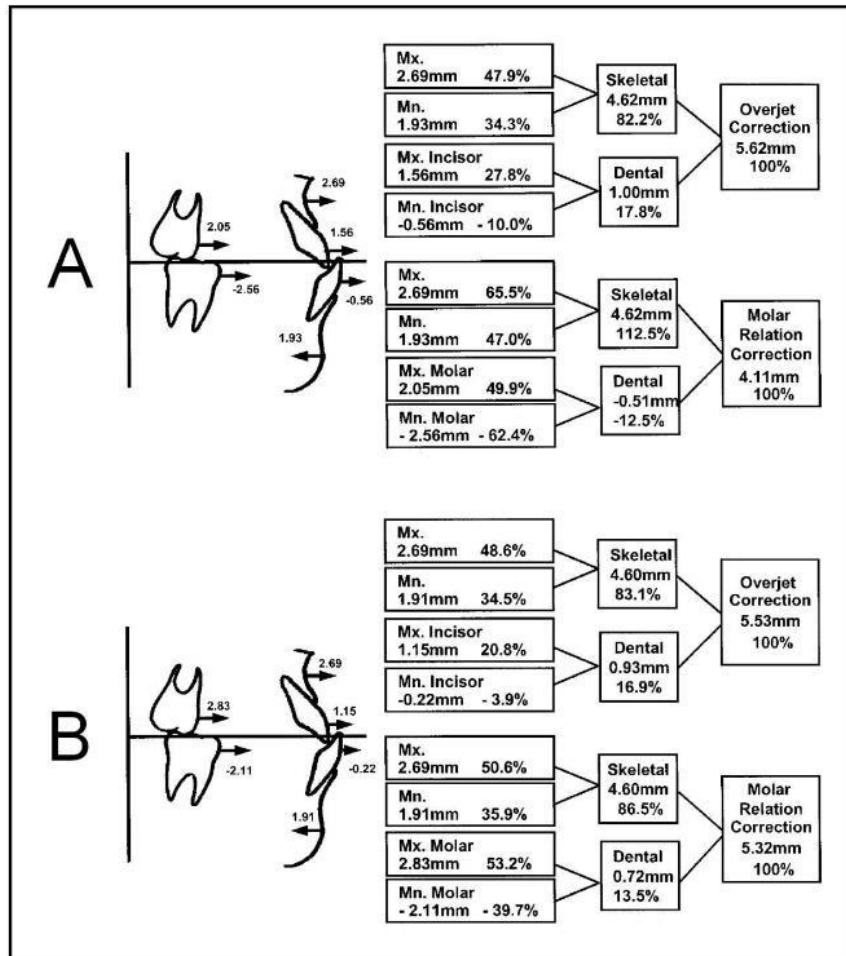 A
2.05
-2.56
2.69
1.56
-0.56
1.93
Mx.
2.69mm 47.9%
Mn.
1.93mm 34.3%
Mx. Incisor
1.56mm 27.8%
Mn. Incisor
-0.56mm - 10.0%
Skeletal
4.62mm
82.2%
Dental
1.00mm
17.8%
Overjet
Correction
5.62mm
100%
Mx.
2.69mm 65.5%
Mn.
1.93mm 47.0%
Mx. Molar
2.05mm 49.9%
Mn. Molar
- 2.56mm - 62.4%
Skeletal
4.62mm
112.5%
Dental
-0.51mm
-12.5%
Molar
Relation
Correction
4.11mm
100%
B
2.83
-2.11
2.69
1.15
-0.22
1.91
Mx.
2.69mm 48.6%
Mn.
1.91mm 34.5%
Mx. Incisor
1.15mm 20.8%
Mn. Incisor
-0.22mm - 3.9%
Skeletal
4.60mm
83.1%
Dental
0.93mm
16.9%
Overjet
Correction
5.53mm
100%
Mx.
2.69mm 50.6%
Mn.
1.91mm 35.9%
Mx. Molar
2.83mm 53.2%
Mn. Molar
- 2.11mm - 39.7%
Skeletal
4.60mm
86.5%
Dental
0.72mm
13.5%
Molar
Relation
Correction
5.32mm
100%